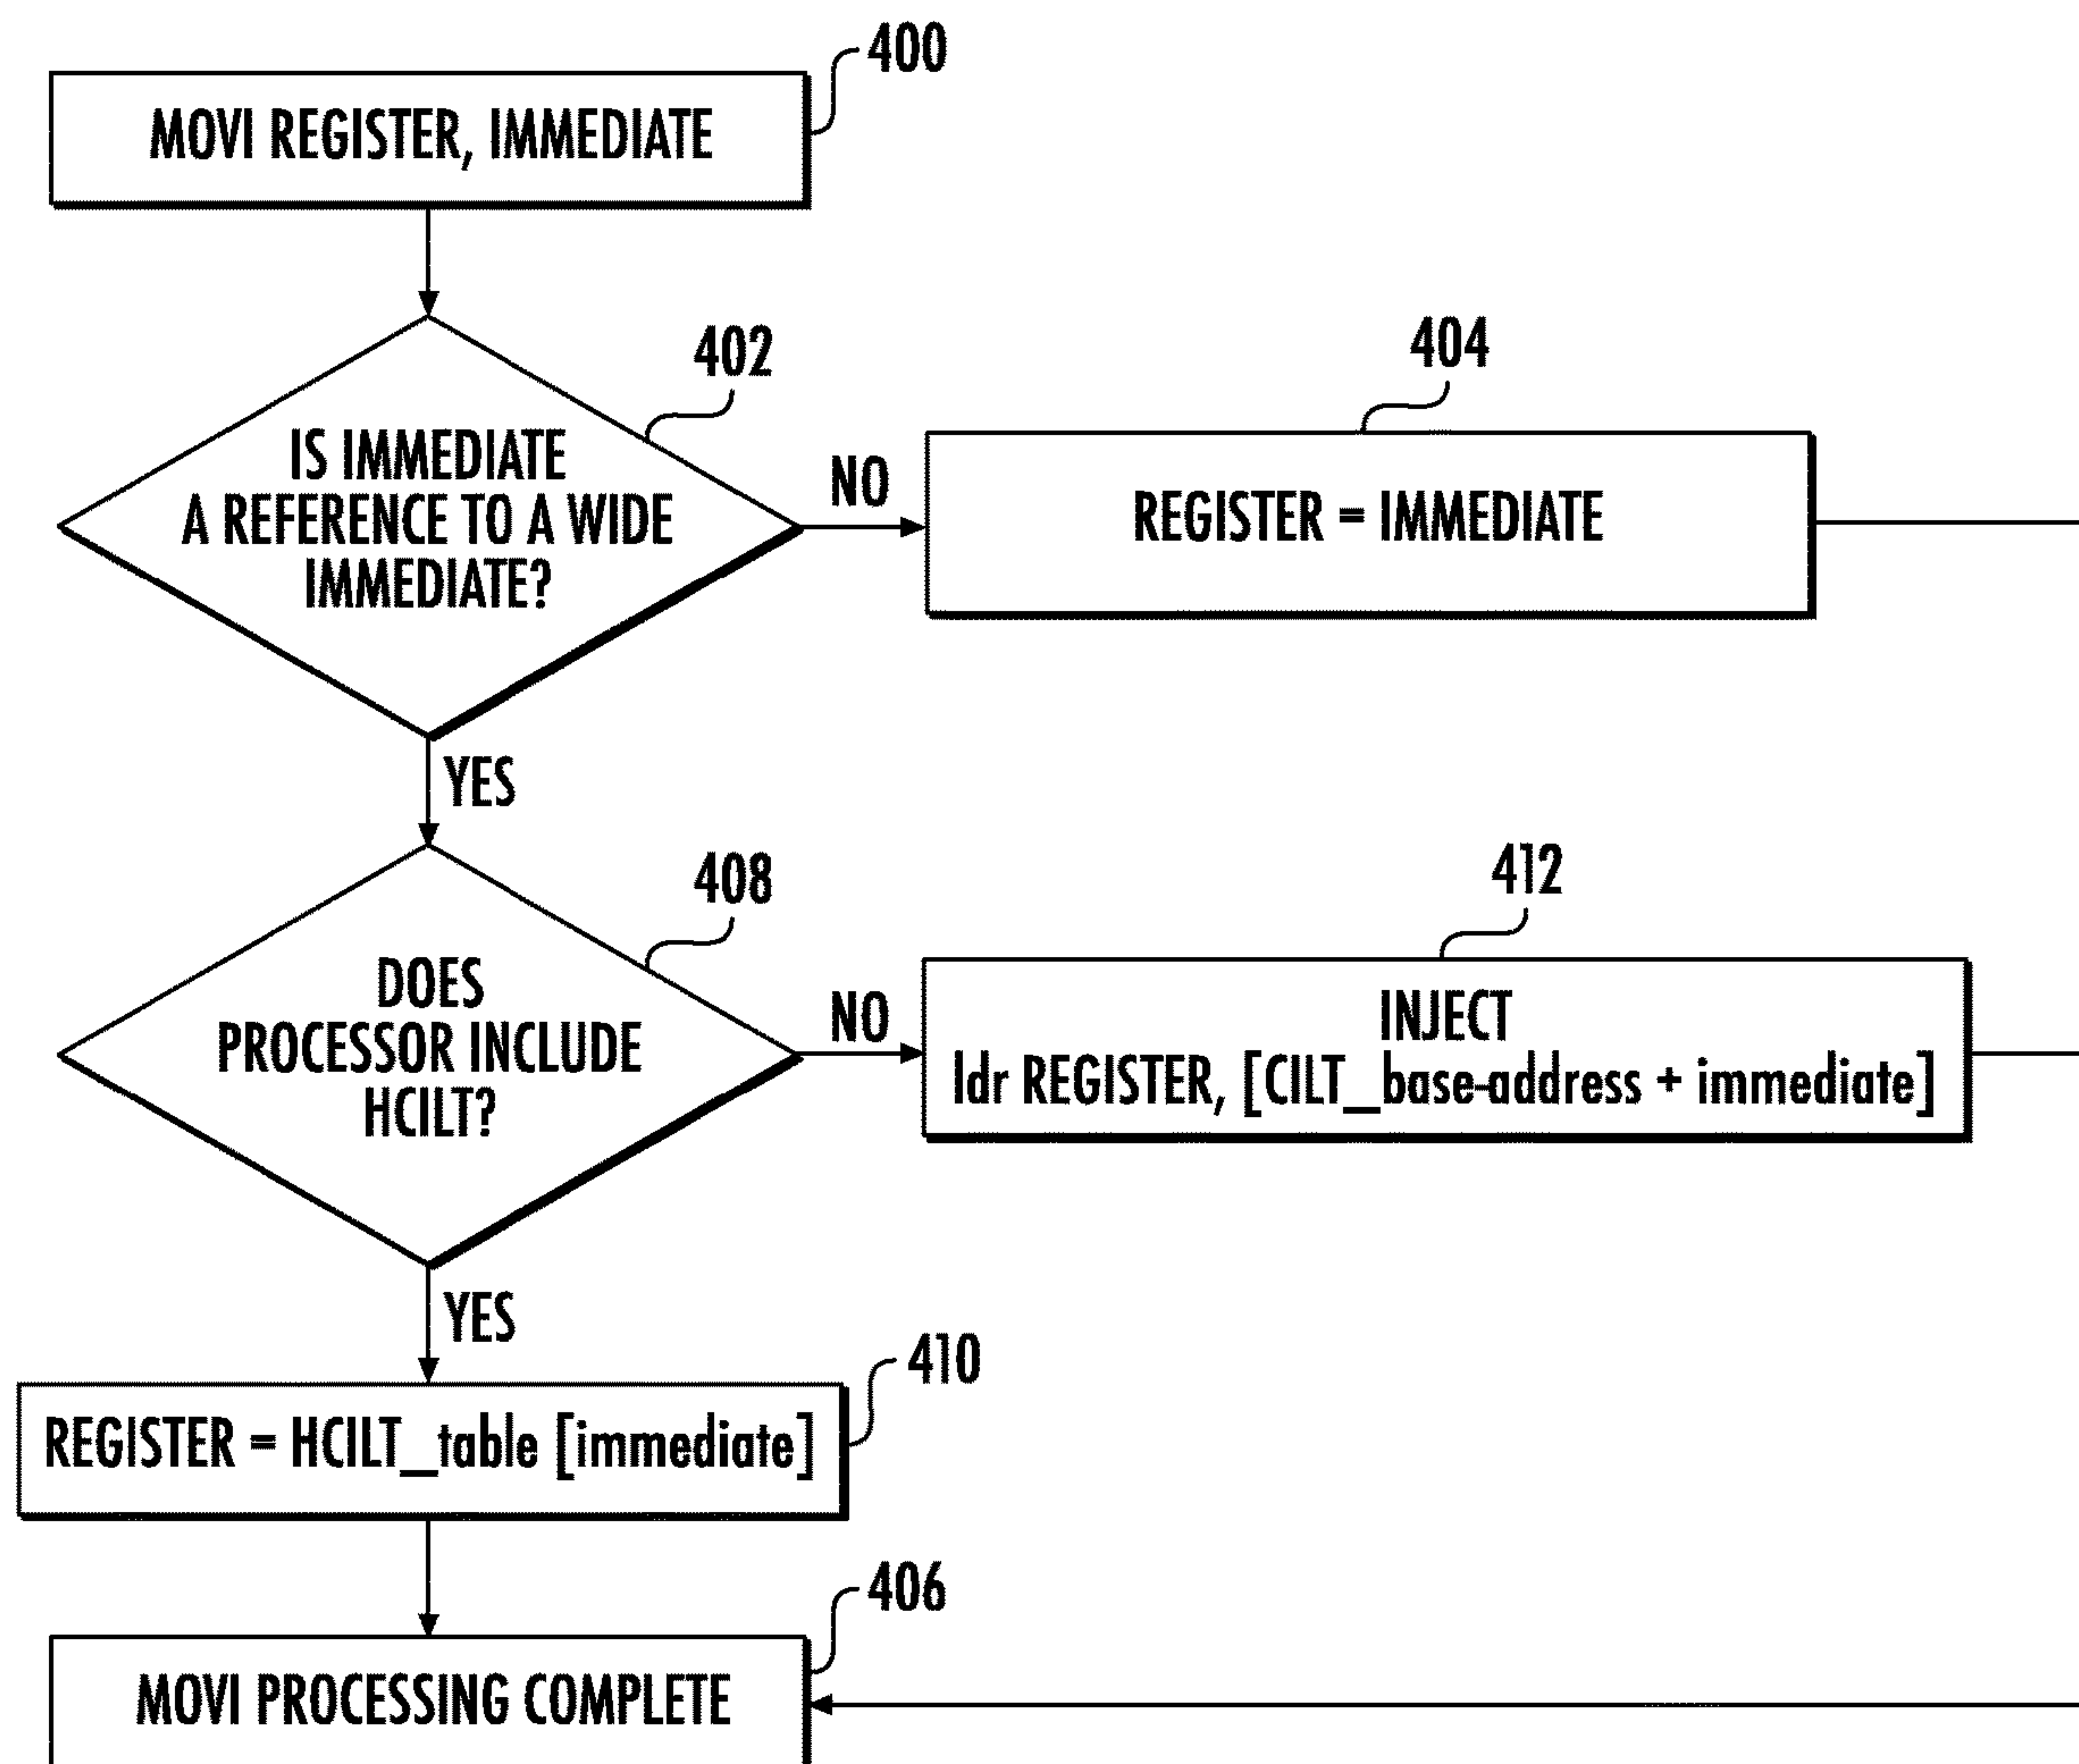 400
MOVI REGISTER, IMMEDIATE
402
IS IMMEDIATE
A REFERENCE TO A WIDE
IMMEDIATE?
NO
404
REGISTER = IMMEDIATE
YES
408
DOES
PROCESSOR INCLUDE
HCILT?
NO
412
INJECT
ldr REGISTER, [CILT_base-address + immediate]
YES
410
REGISTER = HCILT_table [immediate]
406
MOVI PROCESSING COMPLETE